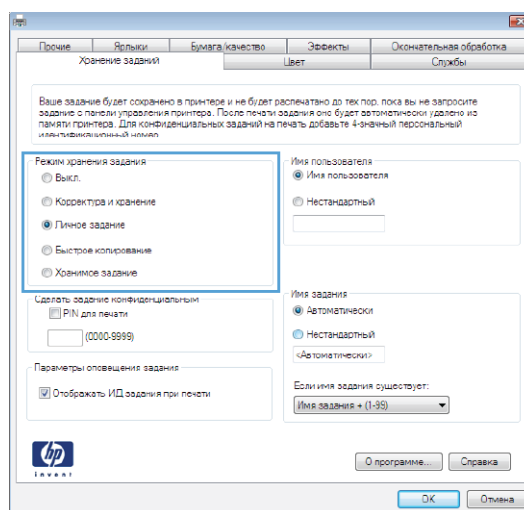 Прочие Ярлыки Бумага/качество Эффекты Окончательная обработка
Хранение заданий Цвет Службы
Ваше задание будет сохранено в принтере и не будет распечатано до тех пор, пока вы не запросите
задание с панели управления принтера. После печати задания оно будет автоматически удалено из
памяти принтера. Для конфиденциальных заданий на печать добавьте 4-значный персональный
идентификационный номер
Режим хранения задания
Выкл.
Корректура и хранение
Личное задание
Быстрое копирование
Хранимое задание
Имя пользователя
Имя пользователя
Нестандартный
Сделать задание конфиденциальным
PIN для печати
(0000-9999)
Параметры оповещения задания
Отображать ИД задания при печати
Имя задания
Автоматически
Нестандартный
<Автоматически>
Если имя задания существует:
Имя задания + (1-99)
hp
invent
О программе... Справка
OK Отмена